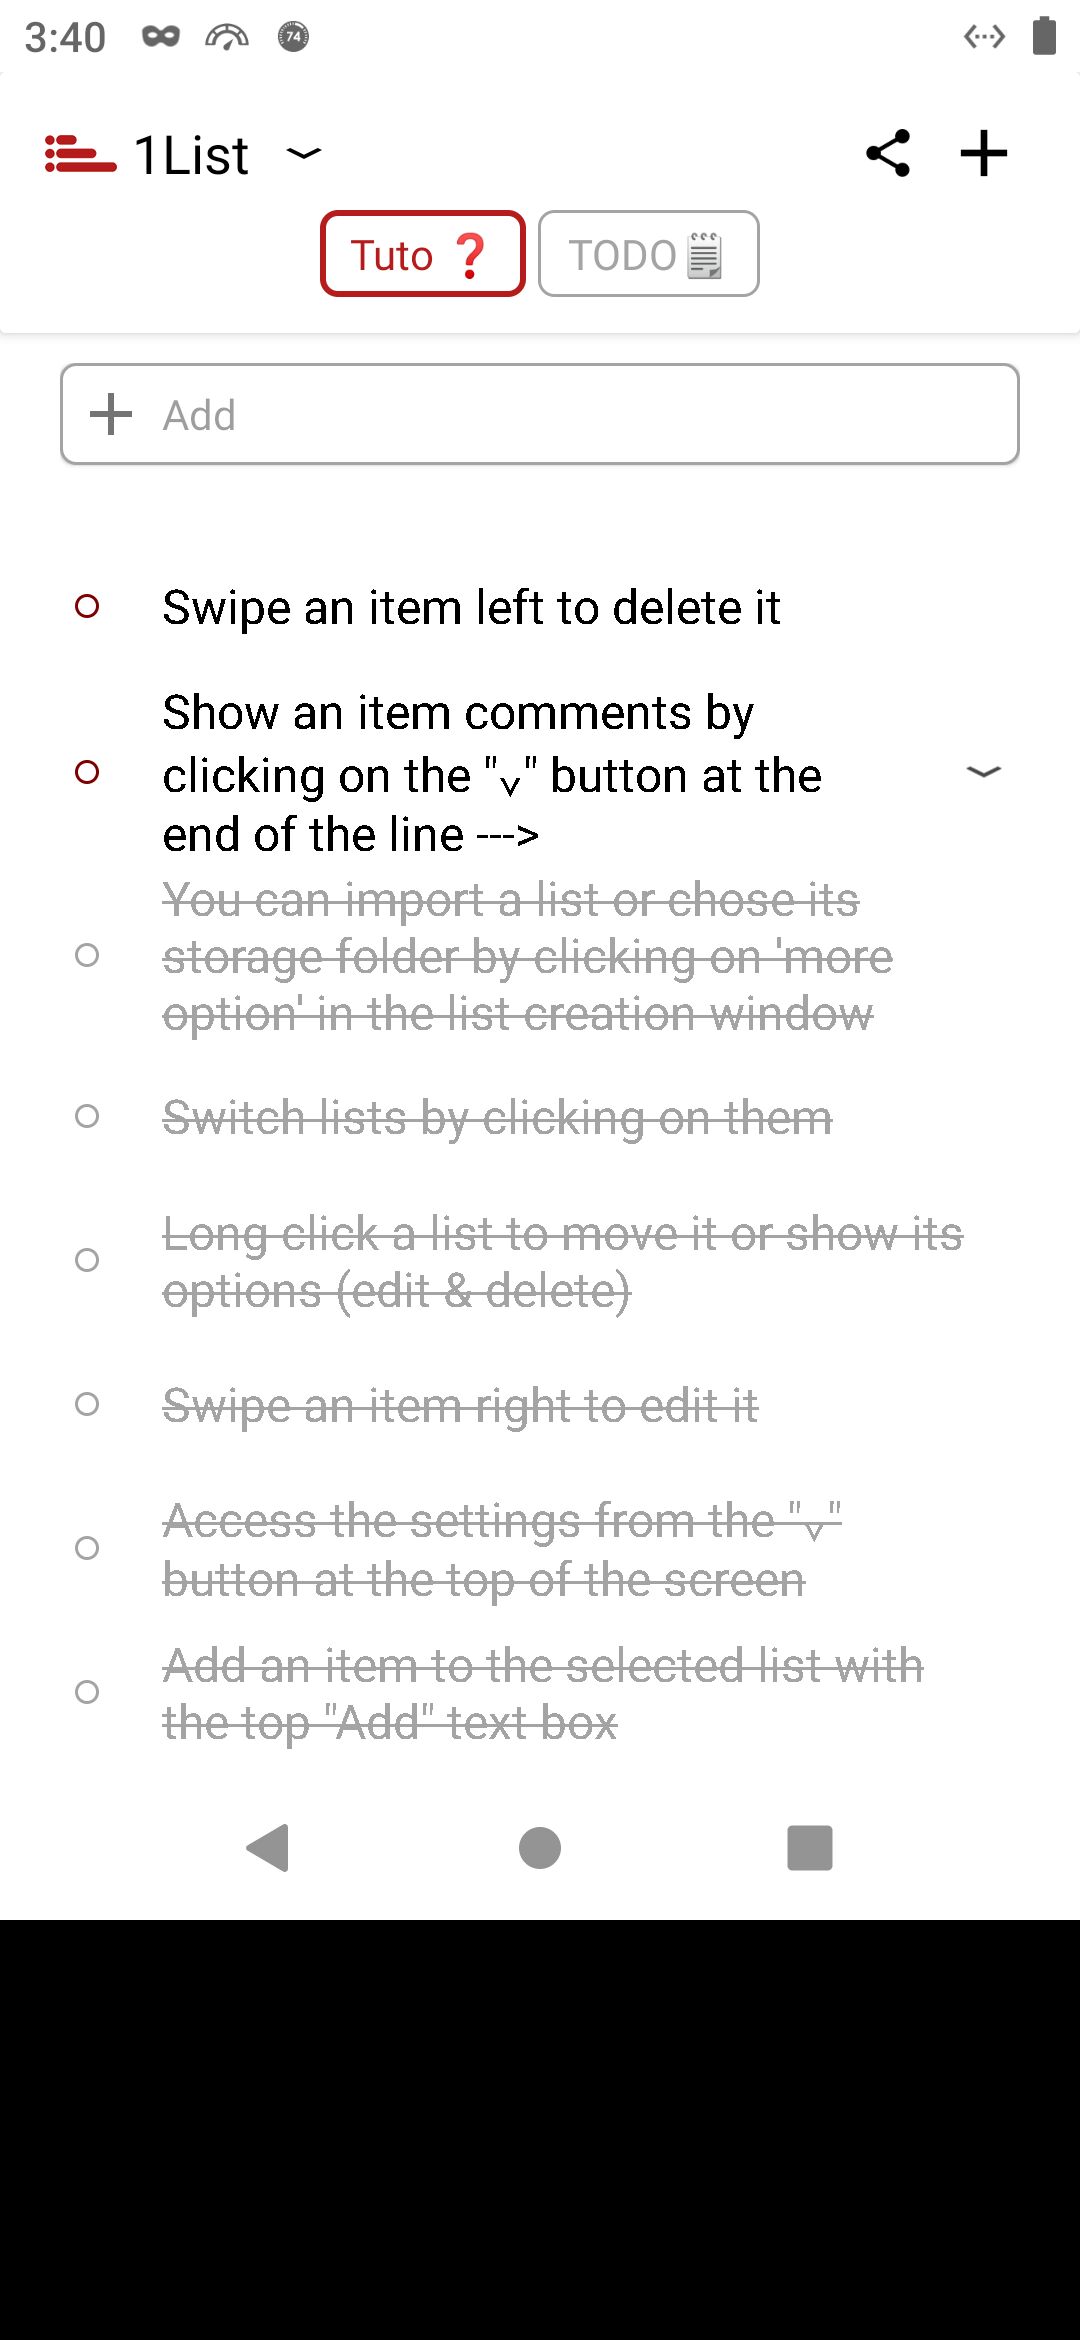 3:40
74
1List
Tuto ❓
TODO
Add
Swipe an item left to delete it
Show an item comments by
clicking on the "˅" button at the
end of the line --->
You can import a list or chose its
storage folder by clicking on 'more
option' in the list creation window
Switch lists by clicking on them
Long click a list to move it or show its
options (edit & delete)
Swipe an item right to edit it
Access the settings from the "˅"
button at the top of the screen
Add an item to the selected list with
the top "Add" text box